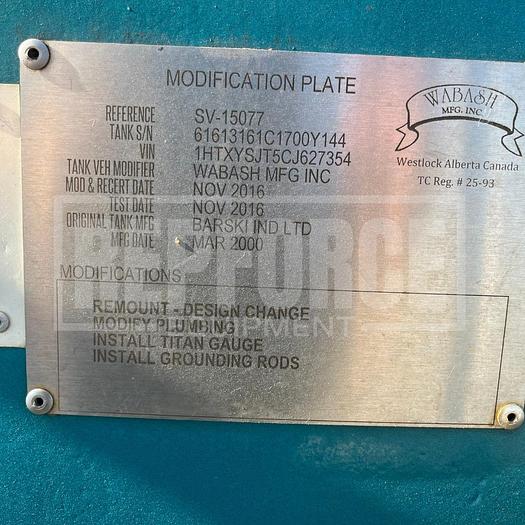 MODIFICATION PLATE
WABASH
MFG. INC
Westlock Alberta Canada
TC Reg. # 25-93
REFERENCE SV-15077
TANK S/N 61613161C1700Y144
VIN 1HTXYSJT5CJ627354
TANK VEH MODIFIER WABASH MFG INC
MOD & RECERT DATE NOV 2016
TEST DATE NOV 2016
ORIGINAL TANK MFG BARSKI IND LTD
MFG DATE MAR 2000
MODIFICATIONS
REMOUNT - DESIGN CHANGE
MODIFY PLUMBING
INSTALL TITAN GAUGE
INSTALL GROUNDING RODS
REPFORCE
EQUIPMENT